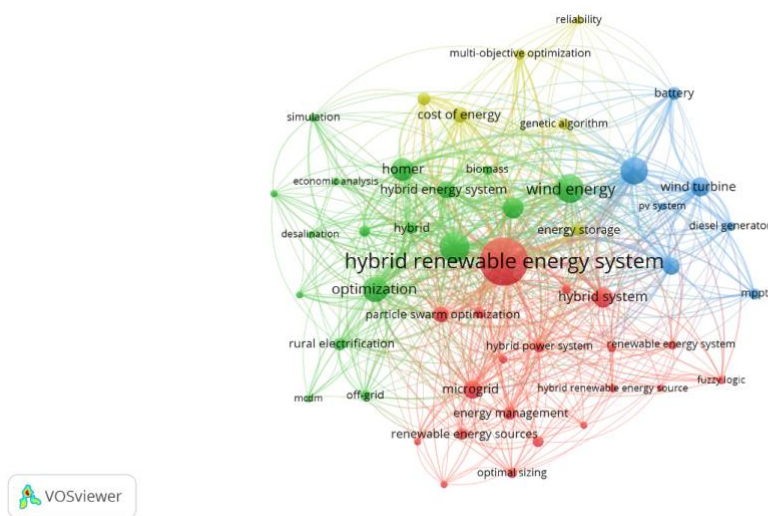 reliability
multi-objective optimization
battery
cost of energy
simulation
genetic algorithm
homer
biomass
economic analysis
hybrid energy system
wind energy
wind turbine
pv system
hybrid
diesel generator
desalination
energy storage
hybrid renewable energy system
optimization
hybrid system
mppt
particle swarm optimization
rural electrification
hybrid power system
renewable energy system
fuzzy logic
microgrid
hybrid renewable energy source
mcdm
off-grid
energy management
renewable energy sources
optimal sizing
VOSviewer